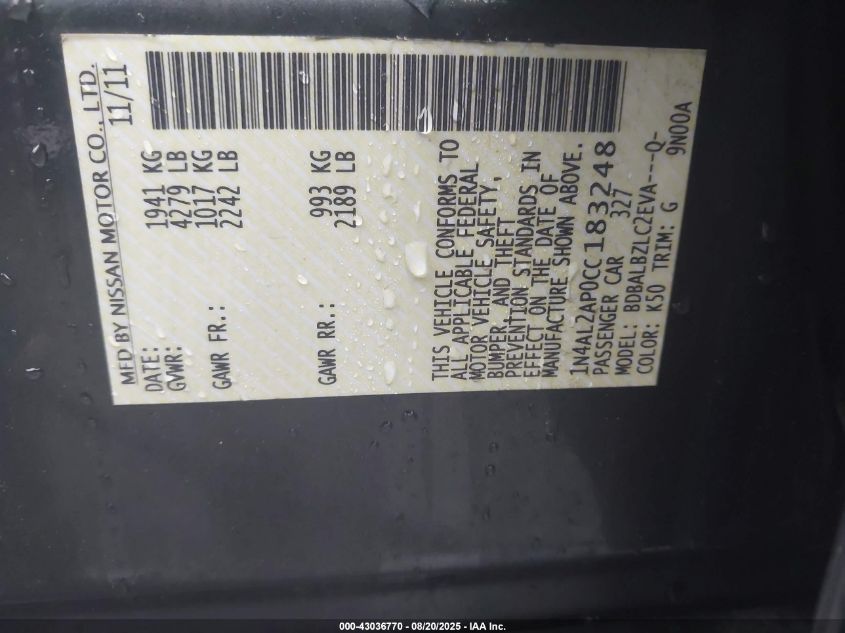 MFD BY NISSAN MOTOR CO., LTD.
DATE: 11/11
GVWR: 1941 KG
4279 LB
GAWR FR.: 1017 KG
2242 LB
GAWR RR.: 993 KG
2189 LB
THIS VEHICLE CONFORMS TO
ALL APPLICABLE FEDERAL
MOTOR VEHICLE SAFETY,
BUMPER, AND THEFT
PREVENTION STANDARDS IN
EFFECT ON THE DATE OF
MANUFACTURE SHOWN ABOVE.
1N4AL2AP0CC183248
PASSENGER CAR 327
MODEL: BDBALBZLC2EVA---Q-
COLOR: K50 TRIM: G 9N00A
000-43036770 - 08/20/2025 - IAA Inc.